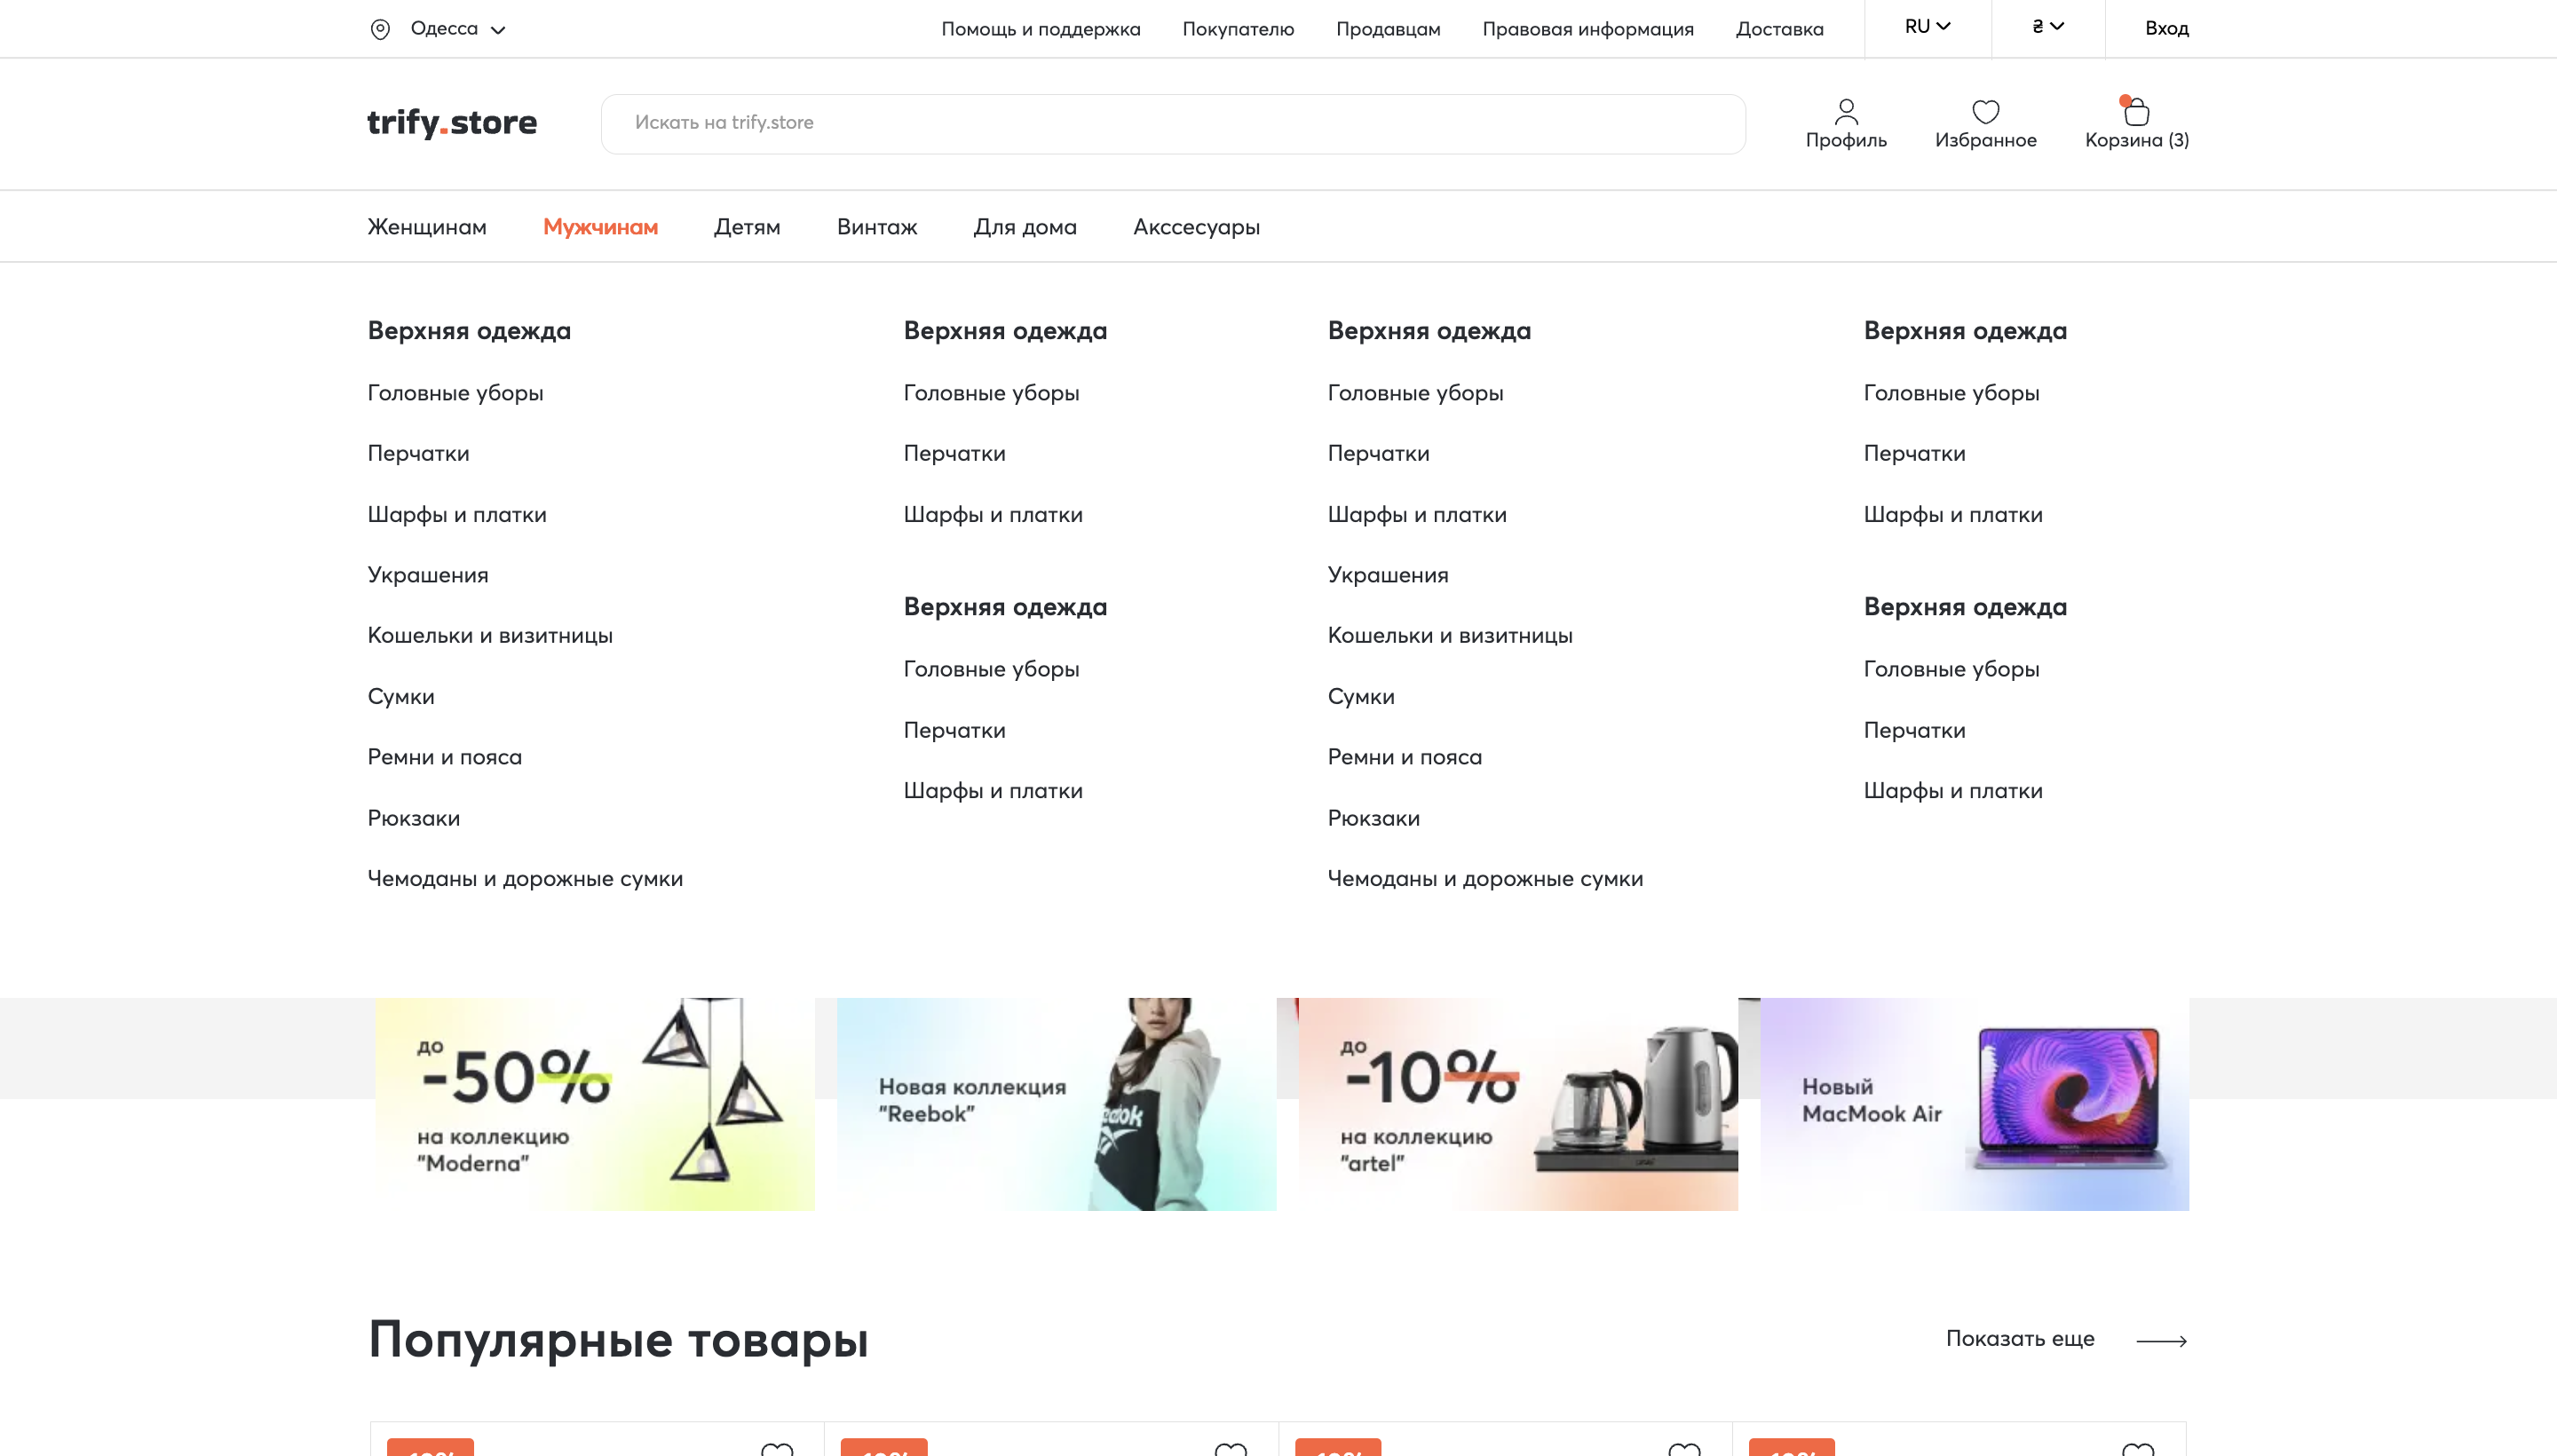 Одесса
Помощь и поддержка
Покупателю
Продавцам
Правовая информация
Доставка
RU
₴
Вход
trify.store
Искать на trify.store
Профиль
Избранное
Корзина (3)
Женщинам
Мужчинам
Детям
Винтаж
Для дома
Акссесуары
Верхняя одежда
Головные уборы
Перчатки
Шарфы и платки
Украшения
Кошельки и визитницы
Сумки
Ремни и пояса
Рюкзаки
Чемоданы и дорожные сумки
Верхняя одежда
Головные уборы
Перчатки
Шарфы и платки
Верхняя одежда
Головные уборы
Перчатки
Шарфы и платки
Верхняя одежда
Головные уборы
Перчатки
Шарфы и платки
Украшения
Кошельки и визитницы
Сумки
Ремни и пояса
Рюкзаки
Чемоданы и дорожные сумки
Верхняя одежда
Головные уборы
Перчатки
Шарфы и платки
Верхняя одежда
Головные уборы
Перчатки
Шарфы и платки
до
-50%
на коллекцию
"Moderna"
Новая коллекция
"Reebok"
до
-10%
на коллекцию
"artel"
Новый
MacMook Air
Популярные товары
Показать еще